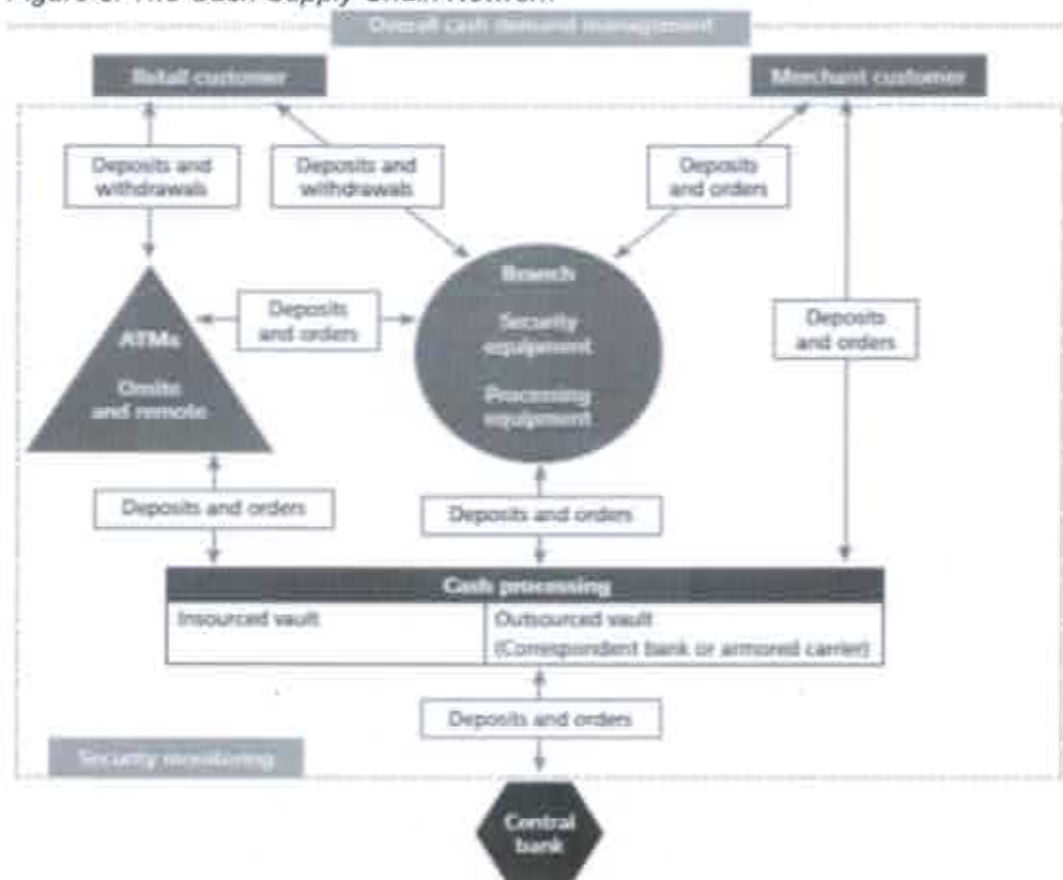 Overall cash demand management
Retail customer
Merchant customer
Deposits and
withdrawals
Deposits and
withdrawals
Deposits
and orders
Branch
Security
equipment
Processing
equipment
Deposits
and orders
Deposits
and orders
ATMs
Onsite
and remote
Deposits and orders
Deposits and orders
Cash processing
Insourced vault
Outsourced vault
(Correspondent bank or armored carrier)
Deposits and orders
Security monitoring
Central
bank